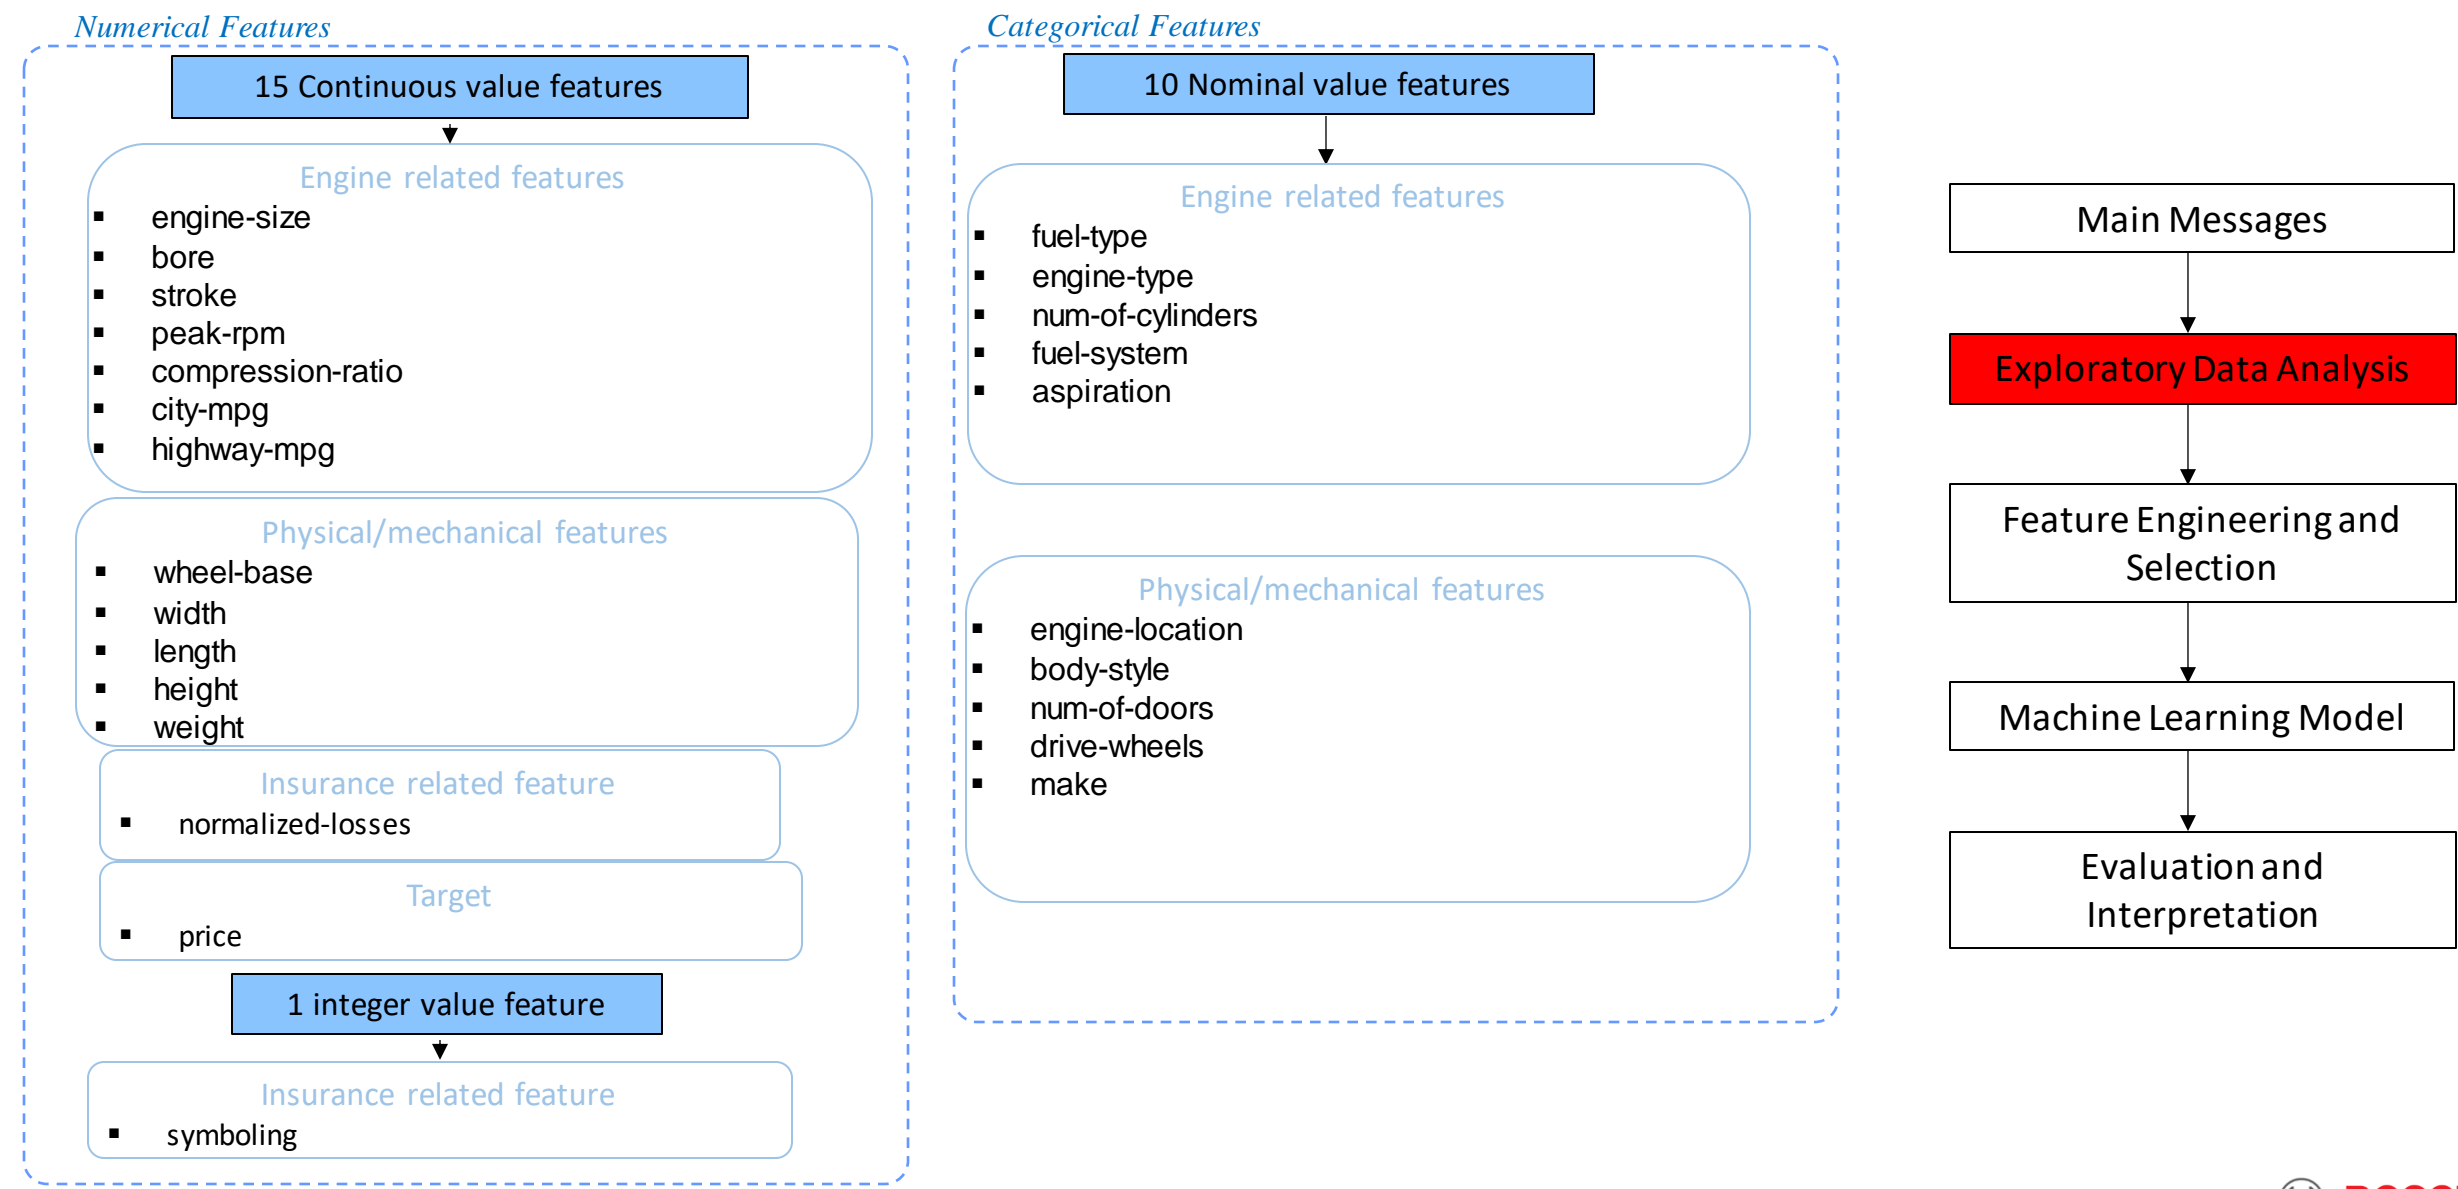 Numerical Features
15 Continuous value features
Engine related features
▪ engine-size
▪ bore
▪ stroke
▪ peak-rpm
▪ compression-ratio
▪ city-mpg
▪ highway-mpg
Physical/mechanical features
▪ wheel-base
▪ width
▪ length
▪ height
▪ weight
Insurance related feature
▪ normalized-losses
Target
▪ price
1 integer value feature
Insurance related feature
▪ symboling
Categorical Features
10 Nominal value features
Engine related features
▪ fuel-type
▪ engine-type
▪ num-of-cylinders
▪ fuel-system
▪ aspiration
Physical/mechanical features
▪ engine-location
▪ body-style
▪ num-of-doors
▪ drive-wheels
▪ make
Main Messages
Exploratory Data Analysis
Feature Engineering and
Selection
Machine Learning Model
Evaluation and
Interpretation